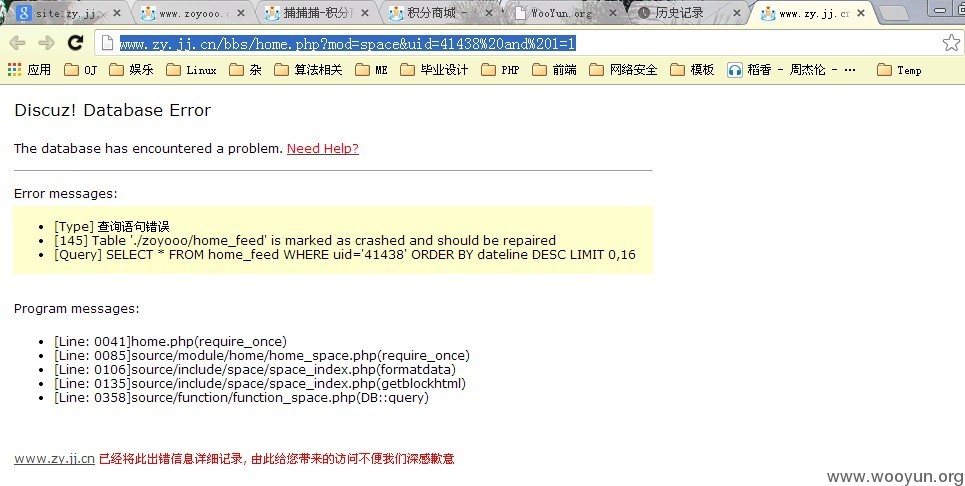 site:zy.jj.c
www.zoyooo.
捕捕捕-积分
积分商城 -
WooYun.org
历史记录
www.zy.jj.c
www.zy.jj.cn/bbs/home.php?mod=space&uid=41438%20and%201=1
应用 OJ 娱乐 Linux 杂 算法相关 ME 毕业设计 PHP 前端 网络安全 模板 稻香 - 周杰伦 - … Temp
Discuz! Database Error
The database has encountered a problem. Need Help?
Error messages:
[Type] 查询语句错误
[145] Table './zoyooo/home_feed' is marked as crashed and should be repaired
[Query] SELECT * FROM home_feed WHERE uid='41438' ORDER BY dateline DESC LIMIT 0,16
Program messages:
[Line: 0041]home.php(require_once)
[Line: 0085]source/module/home/home_space.php(require_once)
[Line: 0106]source/include/space/space_index.php(formatdata)
[Line: 0135]source/include/space/space_index.php(getblockhtml)
[Line: 0358]source/function/function_space.php(DB::query)
www.zy.jj.cn 已经将此出错信息详细记录, 由此给您带来的访问不便我们深感歉意
www.wooyun.org